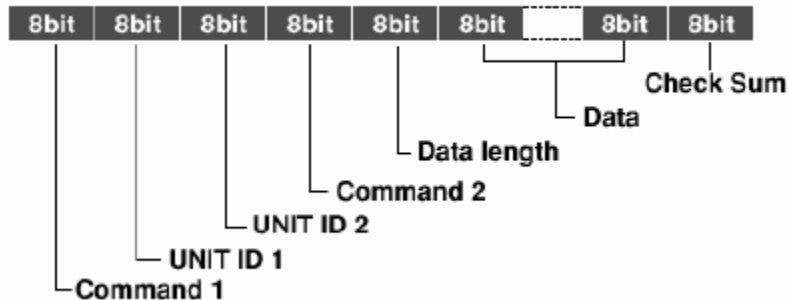 8bit 8bit 8bit 8bit 8bit 8bit 8bit 8bit
Check Sum
Data
Data length
Command 2
UNIT ID 2
UNIT ID 1
Command 1